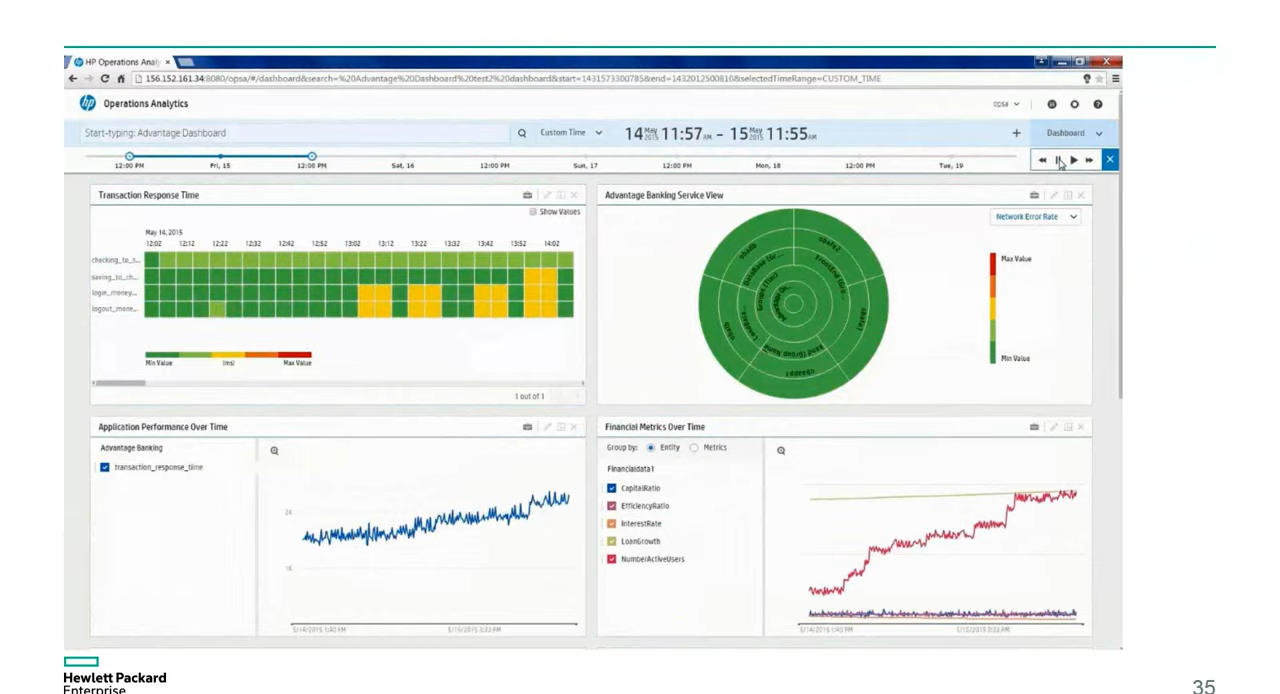 HP Operations Analy
156.152.161.34:8080/opsa/#/dashboard&search=%20Advantage%20Dashboard%20test2%20dashboard&start=1431573300785&end=1432012500810&selectedTimeRange=CUSTOM_TIME
hp Operations Analytics
opsa
Start-typing: Advantage Dashboard
Custom Time
14 May 2015 11:57 AM - 15 May 2015 11:55 AM
+ Dashboard
12:00 PM Fri, 15 12:00 PM Sat, 16 12:00 PM Sun, 17 12:00 PM Mon, 18 12:00 PM Tue, 19
Transaction Response Time
Show Values
May 14, 2015
12:02 12:12 12:22 12:32 12:42 12:52 13:02 13:12 13:22 13:32 13:42 13:52 14:02
checking_to_s...
saving_to_ch...
login_money...
logout_mone...
Min Value (ms) Max Value
1 out of 1
Advantage Banking Service View
Network Error Rate
Max Value
Min Value
Application Performance Over Time
Advantage Banking
transaction_response_time
5/14/2015 1:40 PM 5/15/2015 3:33 PM
Financial Metrics Over Time
Group by: Entity Metrics
Financialdata1
CapitalRatio
EfficiencyRatio
InterestRate
LoanGrowth
NumberActiveUsers
5/14/2015 1:40 PM 5/15/2015 3:33 PM
Hewlett Packard
Enterprise
35